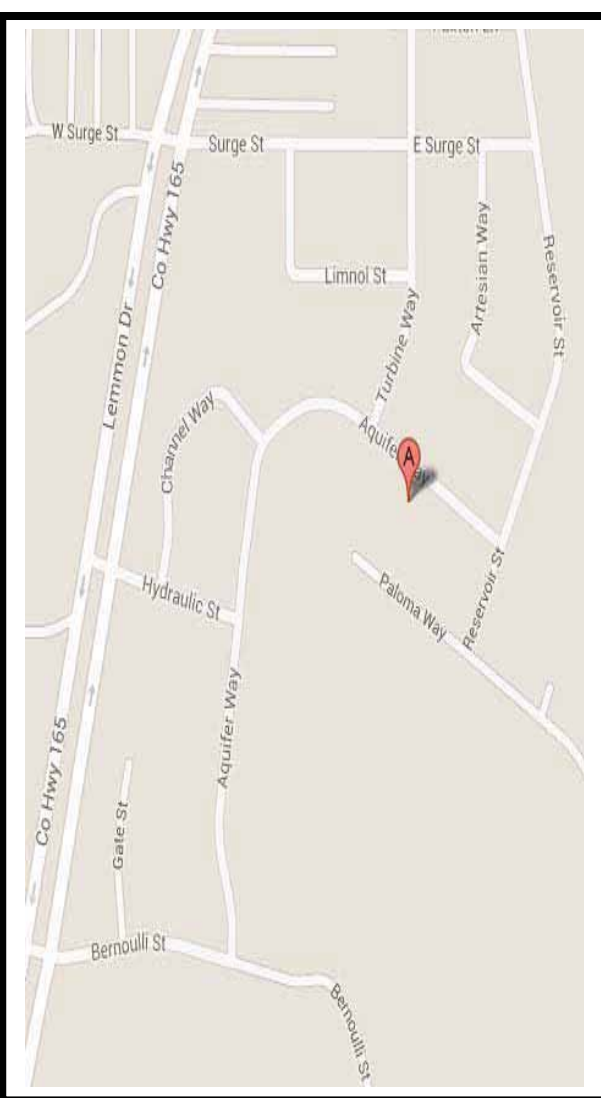 W Surge St
Surge St
E Surge St
Co Hwy 165
Artesian Way
Reservoir St
Limnol St
Lemmon Dr
Turbine Way
Channel Way
A
Hydraulic St
Paloma Way
Reservoir St
Aquifer Way
Co Hwy 165
Gate St
Bernoulli St
Bernoulli St